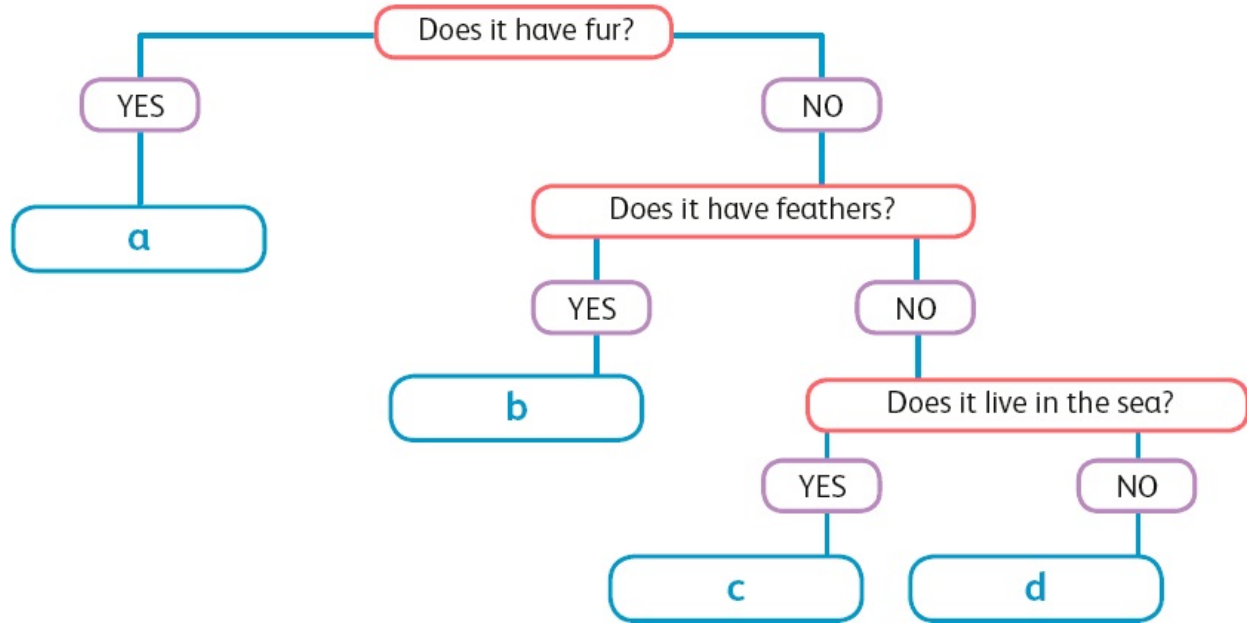 Does it have fur?
YES
NO
a
Does it have feathers?
YES
NO
b
Does it live in the sea?
YES
NO
c
d